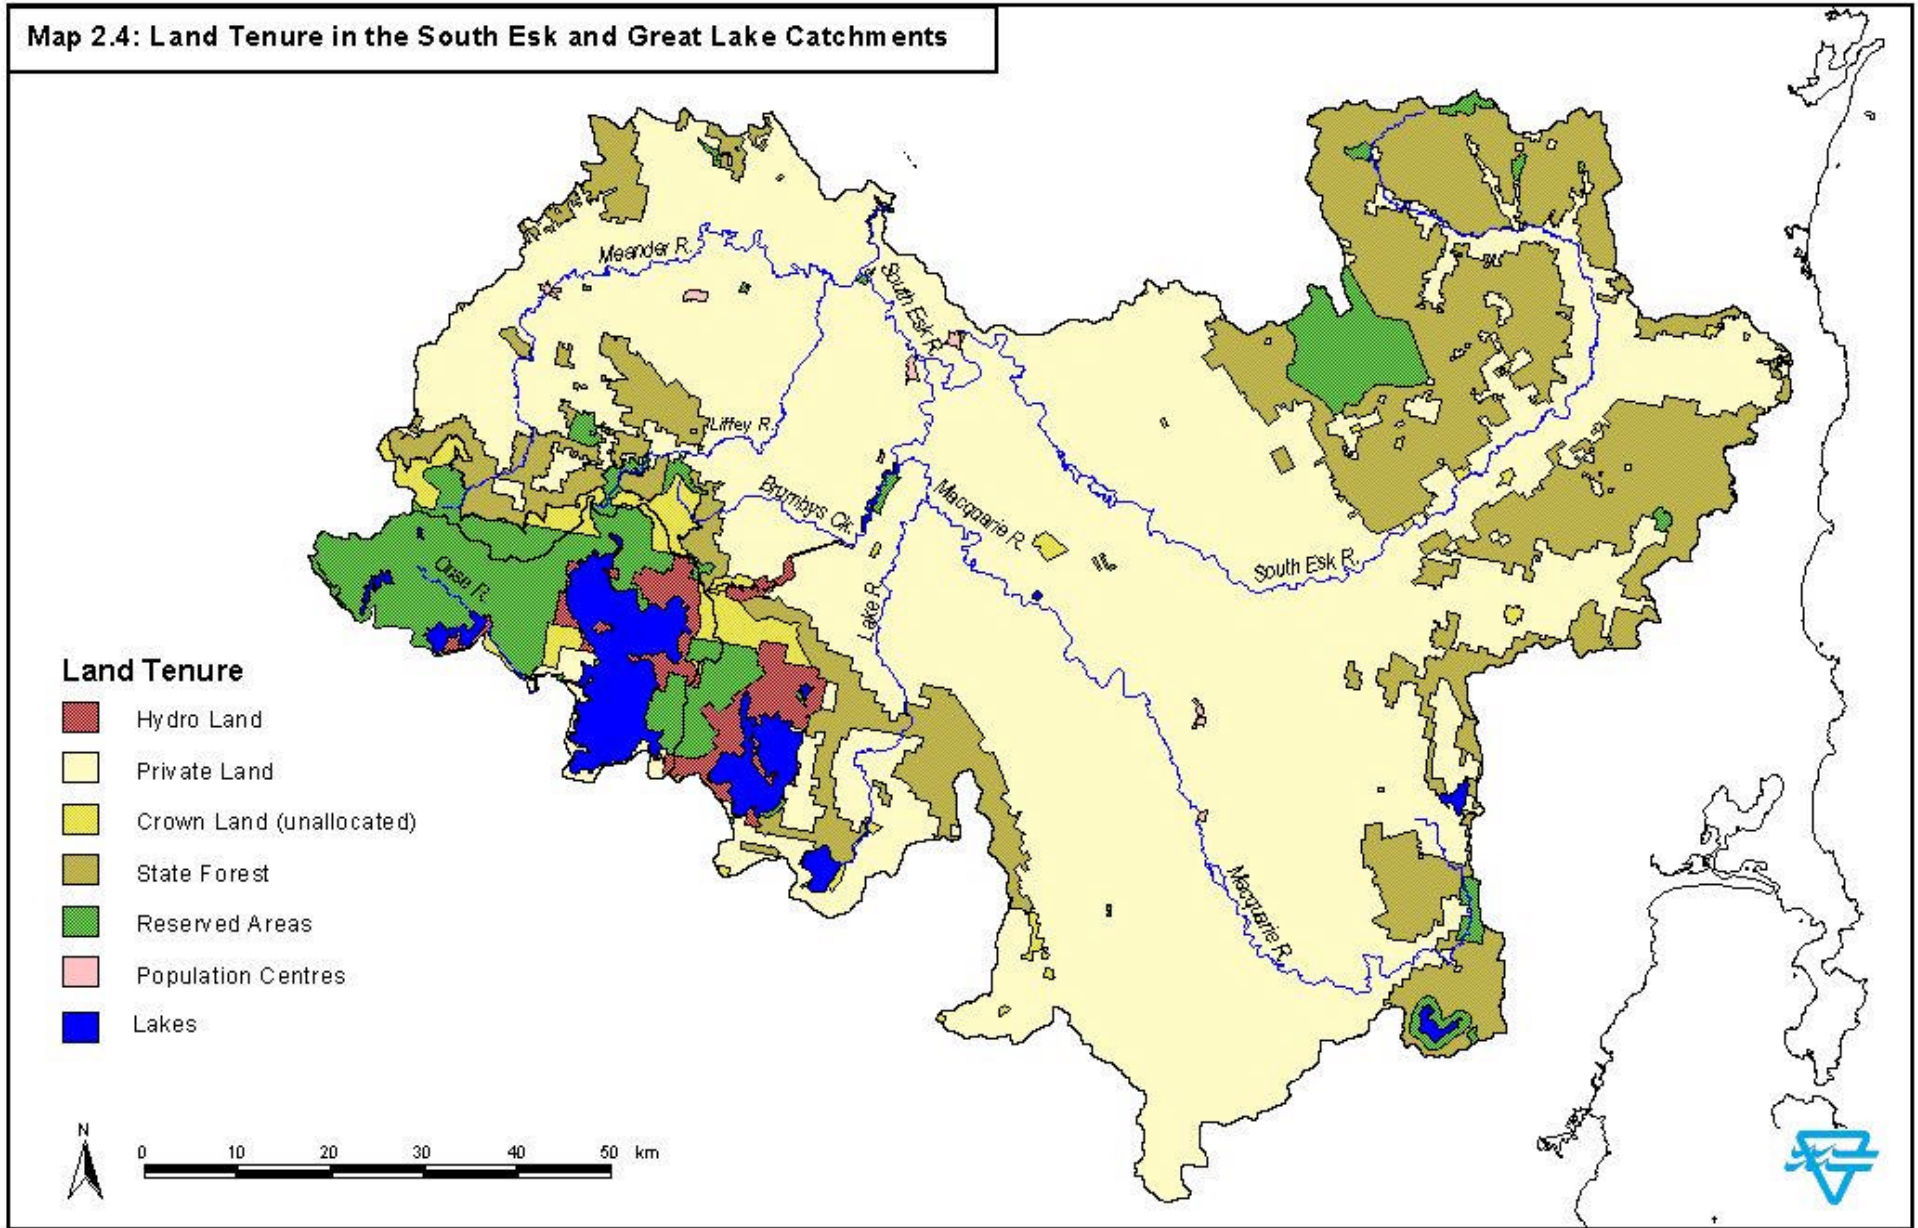 Map 2.4: Land Tenure in the South Esk and Great Lake Catchments
Meander R.
South Esk R.
Liffey R.
Brumbys Ck.
Macquarie R.
South Esk R.
Ouse R.
Lake R.
Macquarie R.
Land Tenure
Hydro Land
Private Land
Crown Land (unallocated)
State Forest
Reserved Areas
Population Centres
Lakes
N
0 10 20 30 40 50 km